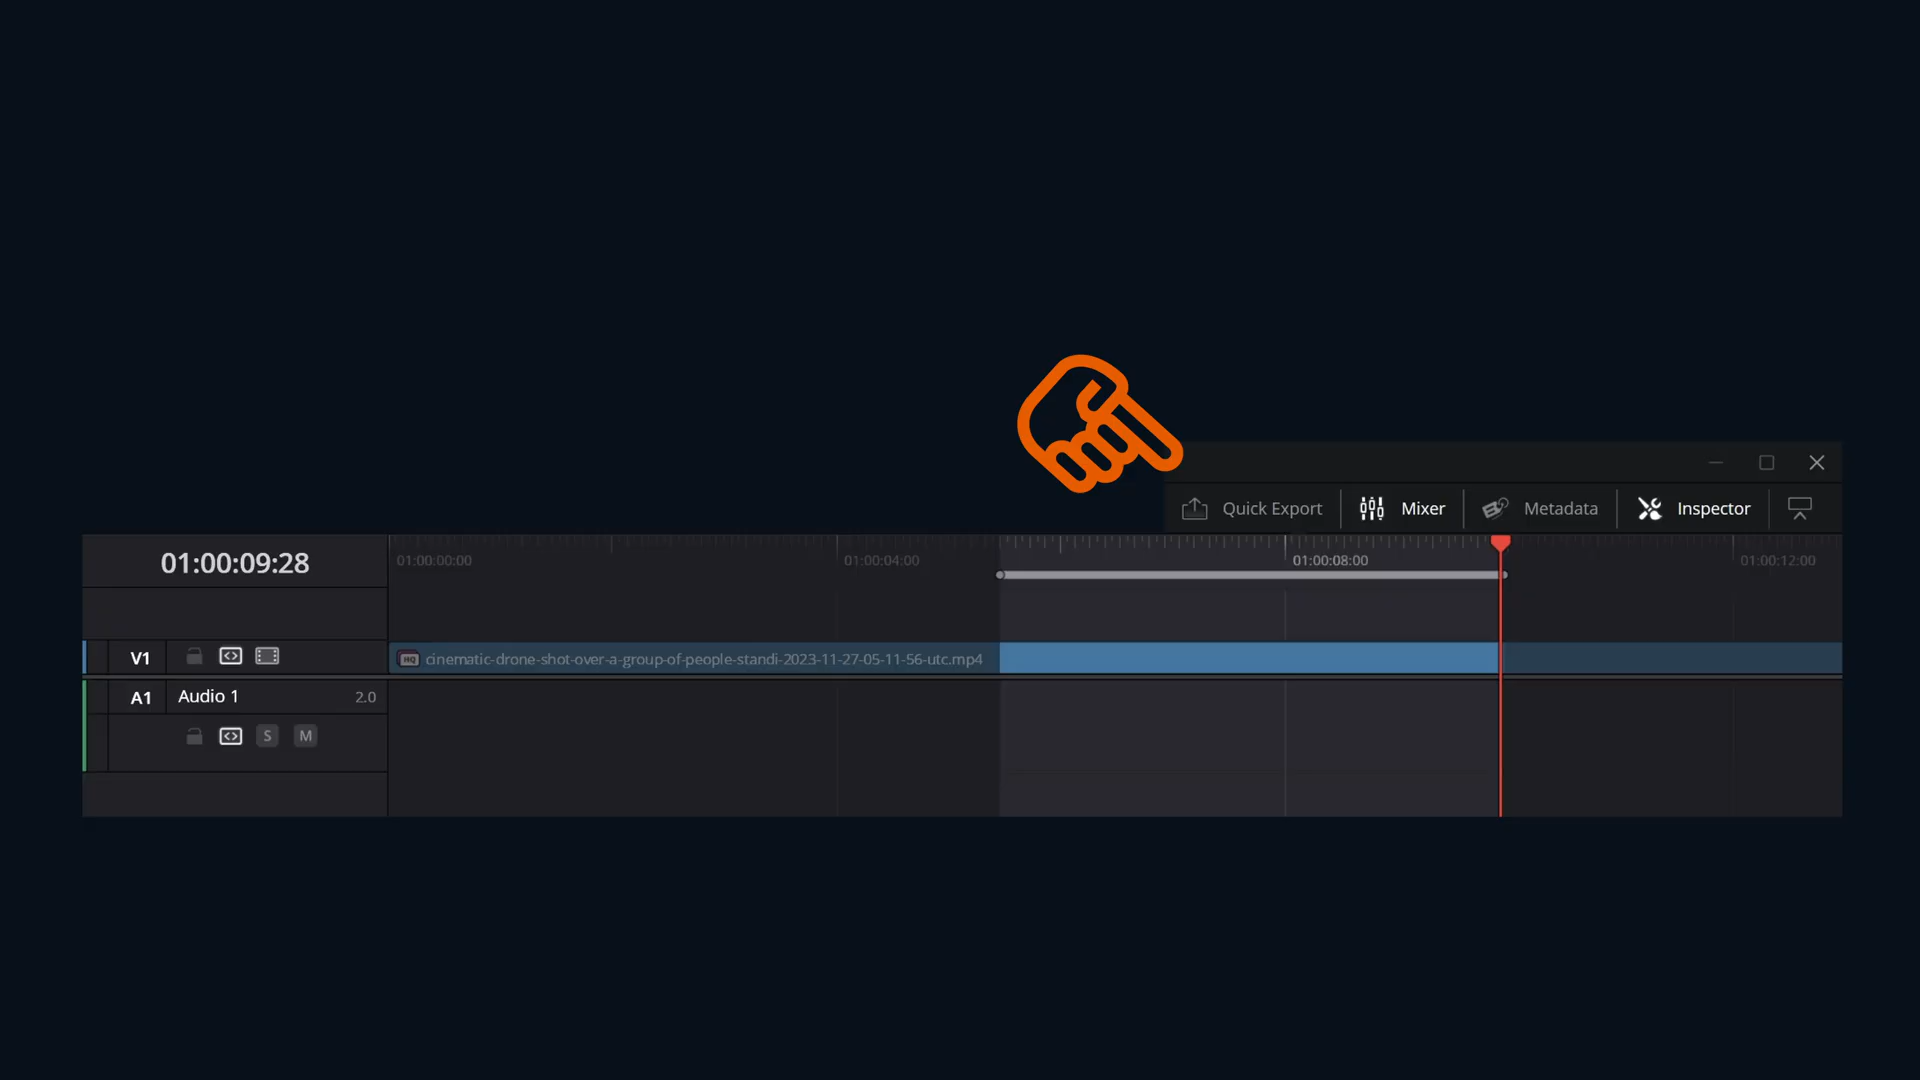 Quick Export Mixer Metadata Inspector
01:00:09:28
01:00:00:00 01:00:04:00 01:00:08:00 01:00:12:00
V1
HQ cinematic-drone-shot-over-a-group-of-people-standi-2023-11-27-05-11-56-utc.mp4
A1 Audio 1 2.0
S M